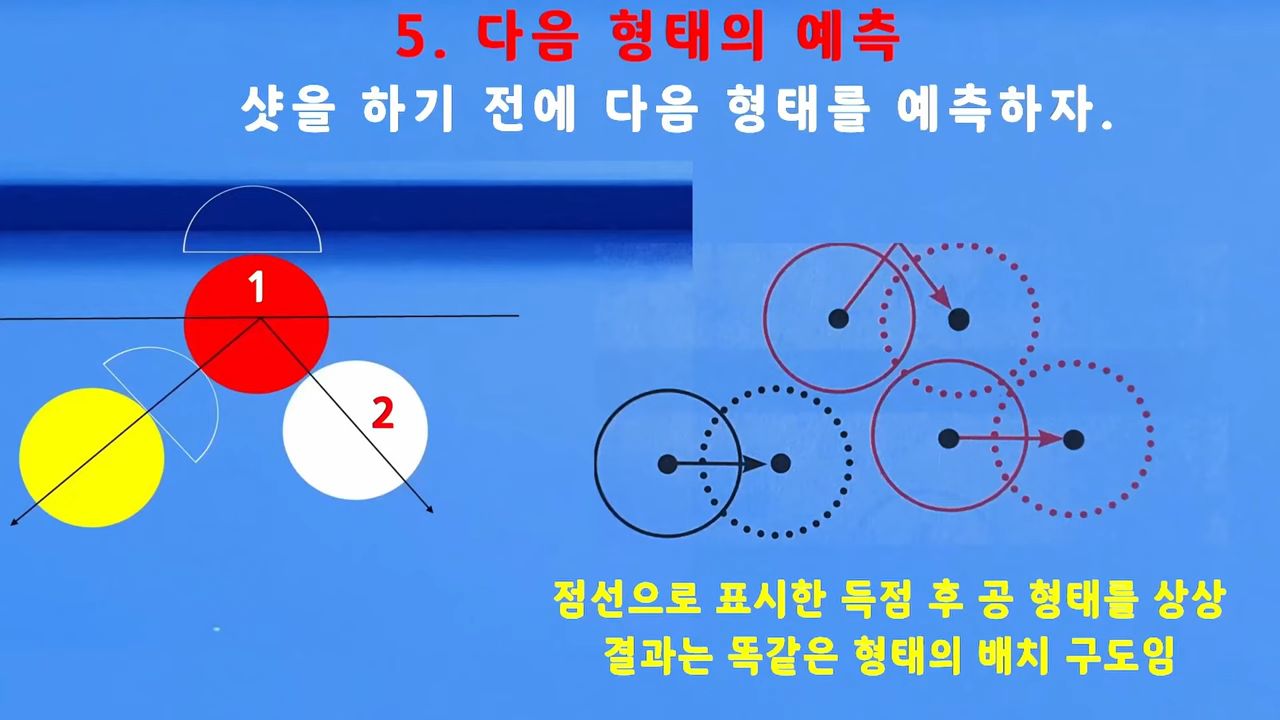 5. 다음 형태의 예측
샷을 하기 전에 다음 형태를 예측하자.
1
2
점선으로 표시한 득점 후 공 형태를 상상
결과는 똑같은 형태의 배치 구도임